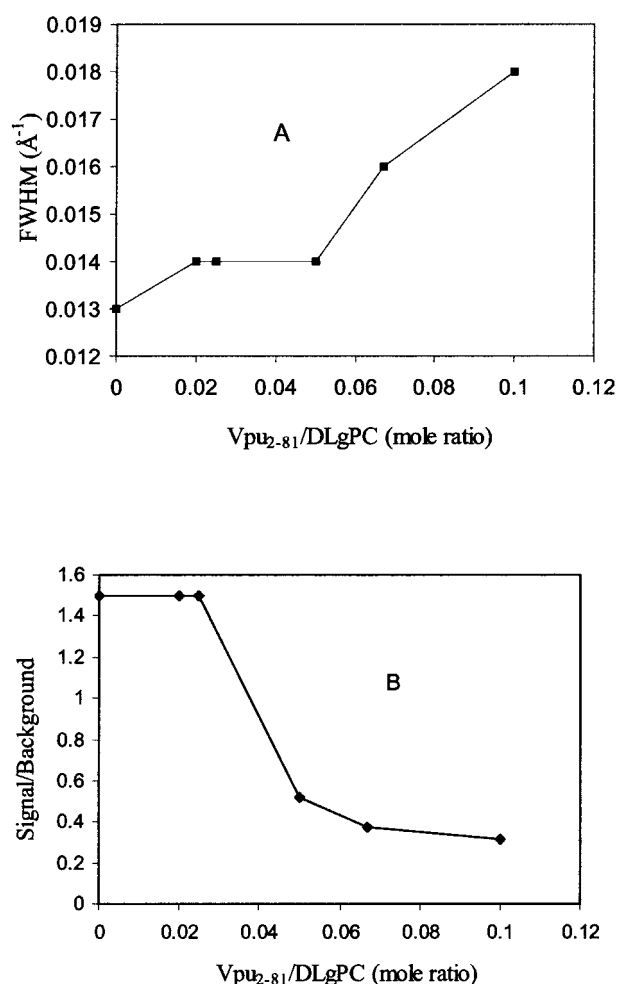 0.019
0.018
0.017
0.016
0.015
0.014
0.013
0.012
FWHM (Å⁻¹)
A
0 0.02 0.04 0.06 0.08 0.1 0.12
Vpu₂₋₈₁/DLgPC (mole ratio)
1.6
1.4
1.2
1
0.8
0.6
0.4
0.2
0
Signal/Background
B
0 0.02 0.04 0.06 0.08 0.1 0.12
Vpu₂₋₈₁/DLgPC (mole ratio)